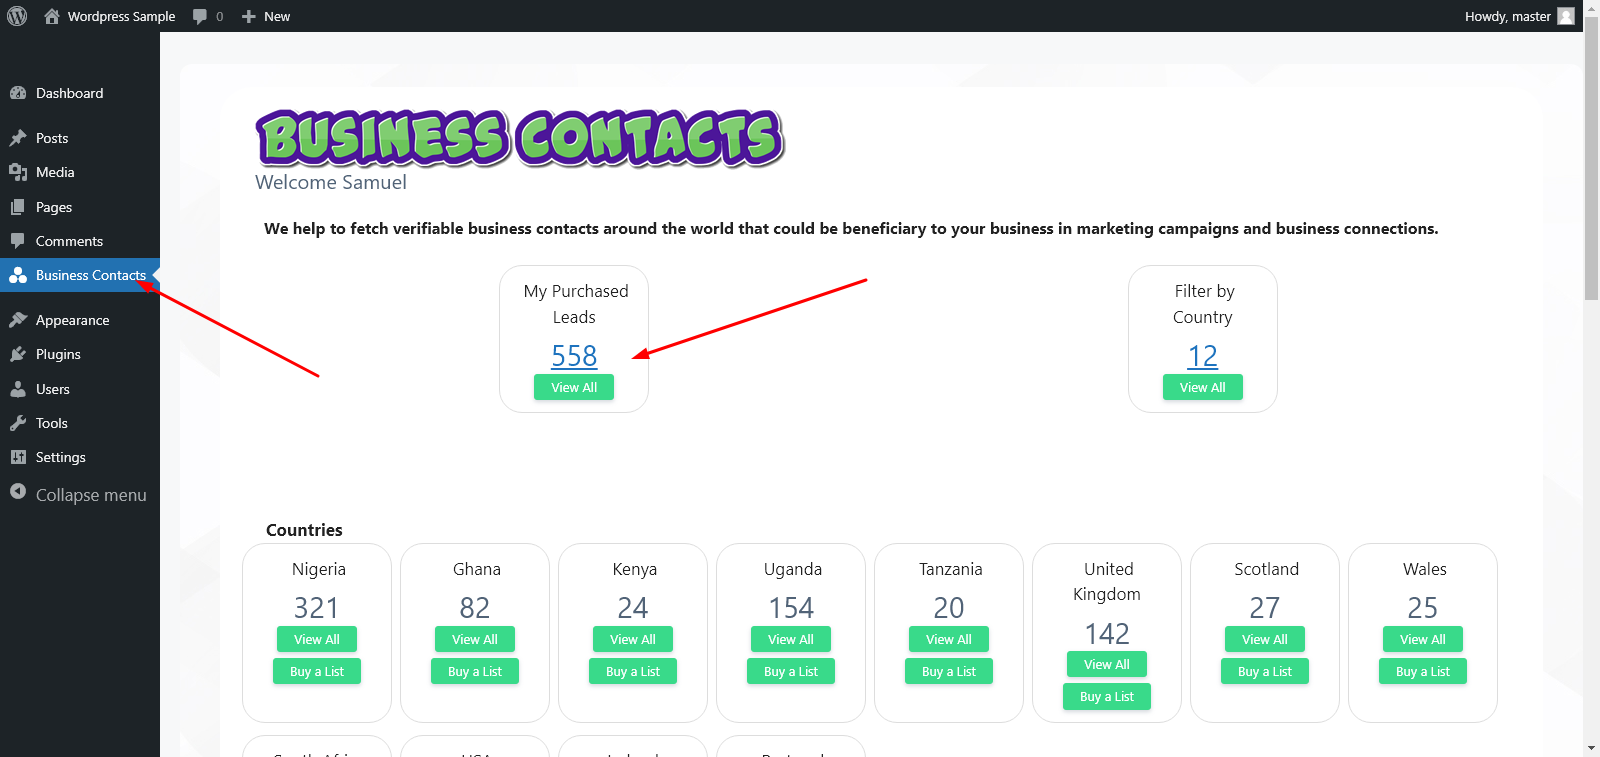 Wordpress Sample 0 New Howdy, master
Dashboard
Posts
Media
Pages
Comments
Business Contacts
Appearance
Plugins
Users
Tools
Settings
Collapse menu
BUSINESS CONTACTS
Welcome Samuel
We help to fetch verifiable business contacts around the world that could be beneficiary to your business in marketing campaigns and business connections.
My Purchased
Leads
558
View All
Filter by
Country
12
View All
Countries
Nigeria
321
View All
Buy a List
Ghana
82
View All
Buy a List
Kenya
24
View All
Buy a List
Uganda
154
View All
Buy a List
Tanzania
20
View All
Buy a List
United
Kingdom
142
View All
Buy a List
Scotland
27
View All
Buy a List
Wales
25
View All
Buy a List